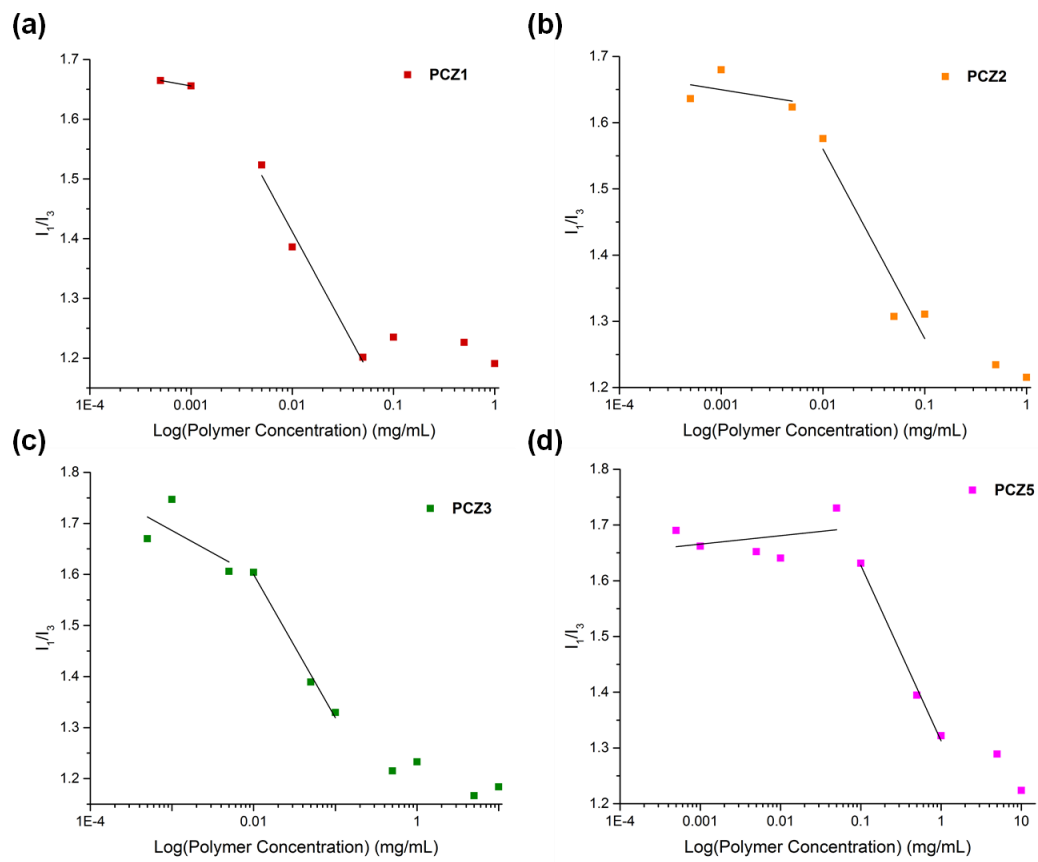 (a)
PCZ1
1.7
1.6
1.5
1.4
1.3
1.2
I1/I3
1E-4 0.001 0.01 0.1 1
Log(Polymer Concentration) (mg/mL)
(b)
PCZ2
1.7
1.6
1.5
1.4
1.3
1.2
I1/I3
1E-4 0.001 0.01 0.1 1
Log(Polymer Concentration) (mg/mL)
(c)
PCZ3
1.8
1.7
1.6
1.5
1.4
1.3
1.2
I1/I3
1E-4 0.01 1
Log(Polymer Concentration) (mg/mL)
(d)
PCZ5
1.8
1.7
1.6
1.5
1.4
1.3
1.2
I1/I3
0.001 0.01 0.1 1 10
1E-4
Log(Polymer Concentration) (mg/mL)